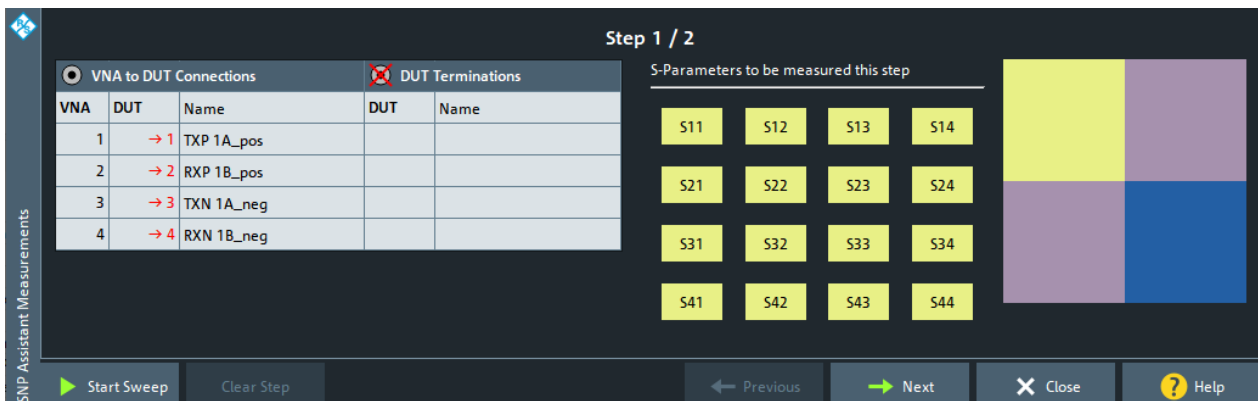 Step 1 / 2
VNA to DUT Connections DUT Terminations
VNA DUT Name DUT Name
1 → 1 TXP 1A_pos
2 → 2 RXP 1B_pos
3 → 3 TXN 1A_neg
4 → 4 RXN 1B_neg
S-Parameters to be measured this step
S11 S12 S13 S14
S21 S22 S23 S24
S31 S32 S33 S34
S41 S42 S43 S44
SNP Assistant Measurements
Start Sweep Clear Step Previous Next Close ? Help